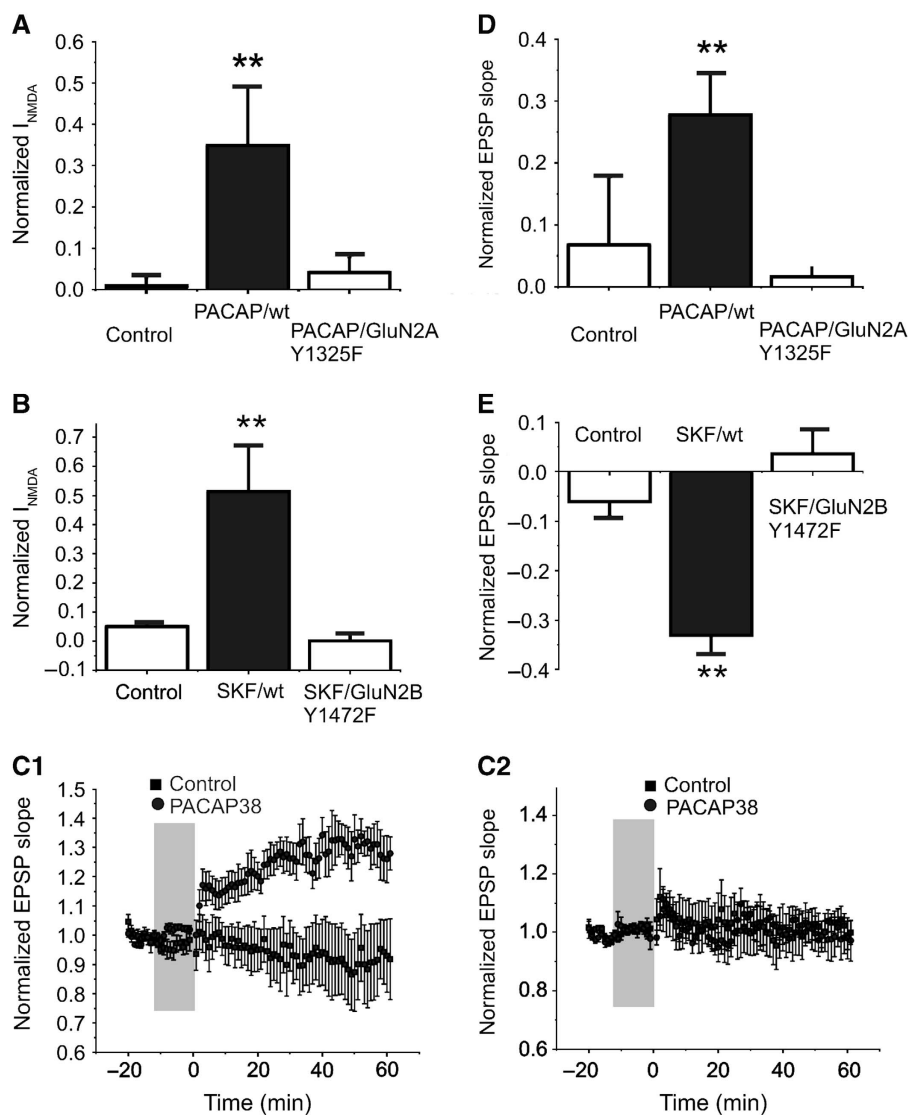 A
Normalized I_NMDA
0.6
0.5
0.4
0.3
0.2
0.1
0.0
**
Control
PACAP/wt
PACAP/GluN2A
Y1325F
D
Normalized EPSP slope
0.4
0.3
0.2
0.1
0.0
**
Control
PACAP/wt
PACAP/GluN2A
Y1325F
B
Normalized I_NMDA
0.7
0.6
0.5
0.4
0.3
0.2
0.1
0.0
–0.1
**
Control
SKF/wt
SKF/GluN2B
Y1472F
E
Normalized EPSP slope
0.1
0.0
–0.1
–0.2
–0.3
–0.4
Control
SKF/wt
SKF/GluN2B
Y1472F
**
C1
Control
PACAP38
Normalized EPSP slope
1.5
1.4
1.3
1.2
1.1
1.0
0.9
0.8
0.7
0.6
–20 0 20 40 60
Time (min)
C2
Control
PACAP38
Normalized EPSP slope
1.4
1.2
1.0
0.8
0.6
–20 0 20 40 60
Time (min)